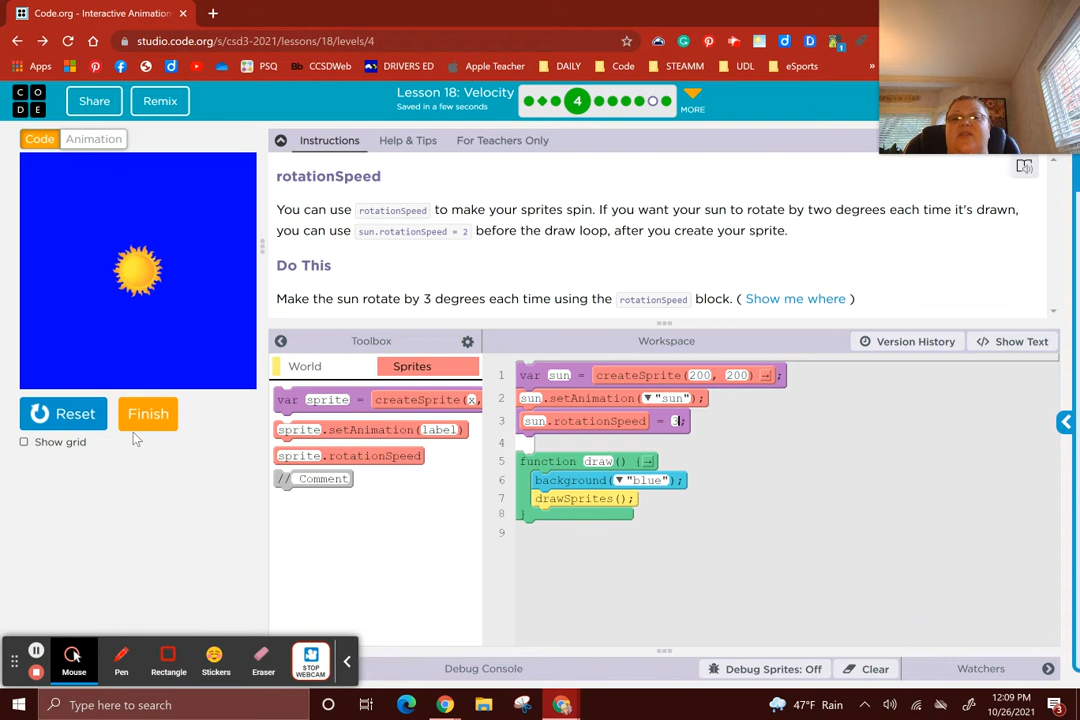 Code.org - Interactive Animation
studio.code.org/s/csd3-2021/lessons/18/levels/4
Apps
PSQ
Bb CCSDWeb
DRIVERS ED
Apple Teacher
DAILY
Code
STEAMM
UDL
eSports
»
C O D E
Share
Remix
Lesson 18: Velocity
Saved in a few seconds
4
MORE
Code
Animation
Instructions
Help & Tips
For Teachers Only
rotationSpeed
You can use rotationSpeed to make your sprites spin. If you want your sun to rotate by two degrees each time it's drawn,
you can use sun.rotationSpeed = 2 before the draw loop, after you create your sprite.
Do This
Make the sun rotate by 3 degrees each time using the rotationSpeed block. ( Show me where )
Toolbox
Workspace
Version History
</> Show Text
World
Sprites
var sprite = createSprite(x,
sprite.setAnimation(label)
sprite.rotationSpeed
// Comment
1 var sun = createSprite(200, 200);
2 sun.setAnimation("sun");
3 sun.rotationSpeed = 3;
4
5 function draw() {
6 background("blue");
7 drawSprites();
8 }
9
Reset
Finish
Show grid
Mouse
Pen
Rectangle
Stickers
Eraser
STOP WEBCAM
Debug Console
Debug Sprites: Off
Clear
Watchers
Type here to search
47°F Rain
12:09 PM
10/26/2021
3